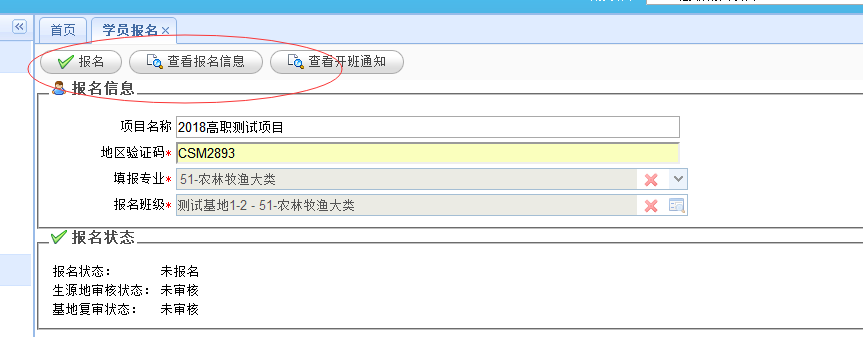 首页 学员报名
报名 查看报名信息 查看开班通知
报名信息
项目名称 2018高职测试项目
地区验证码* CSM2893
填报专业* 51-农林牧渔大类
报名班级* 测试基地1-2 - 51-农林牧渔大类
报名状态
报名状态： 未报名
生源地审核状态： 未审核
基地复审状态： 未审核